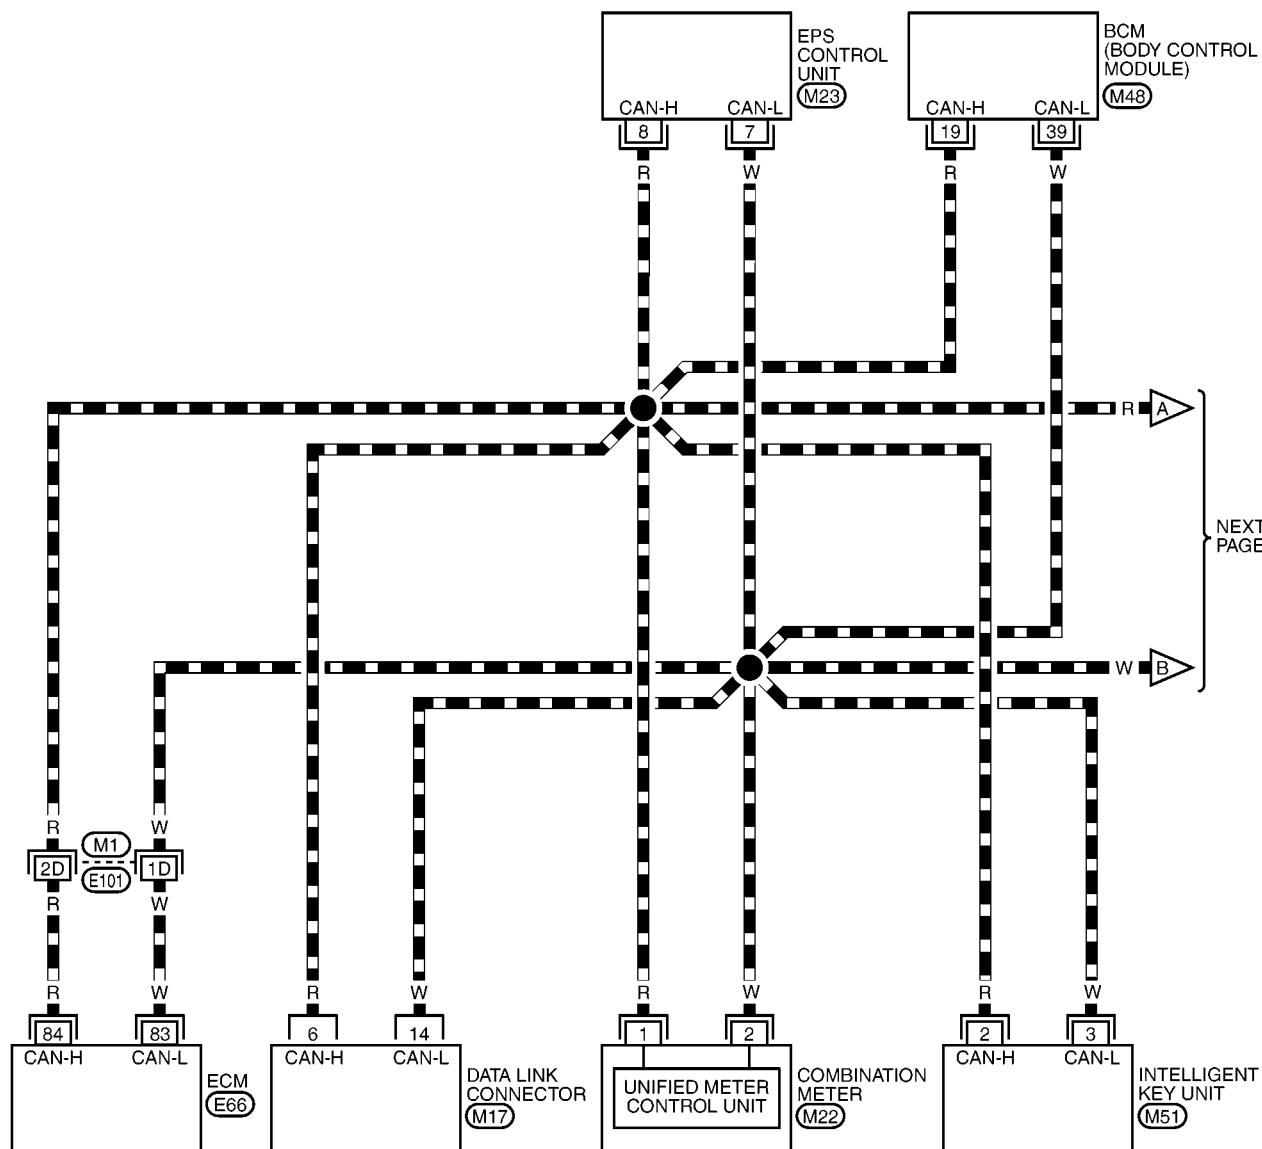 EPS
CONTROL
UNIT
M23
CAN-H
CAN-L
8
7
R
W
BCM
(BODY CONTROL
MODULE)
M48
CAN-H
CAN-L
19
39
R
W
R
A
NEXT
PAGE
W
B
R
W
M1
2D
1D
E101
R
W
R
W
R
W
R
W
R
W
84
83
6
14
1
2
2
3
CAN-H
CAN-L
CAN-H
CAN-L
CAN-H
CAN-L
ECM
E66
DATA LINK
CONNECTOR
M17
UNIFIED METER
CONTROL UNIT
COMBINATION
METER
M22
INTELLIGENT
KEY UNIT
M51